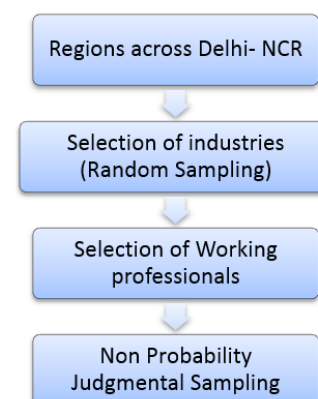 Regions across Delhi- NCR
Selection of industries
(Random Sampling)
Selection of Working
professionals
Non Probability
Judgmental Sampling